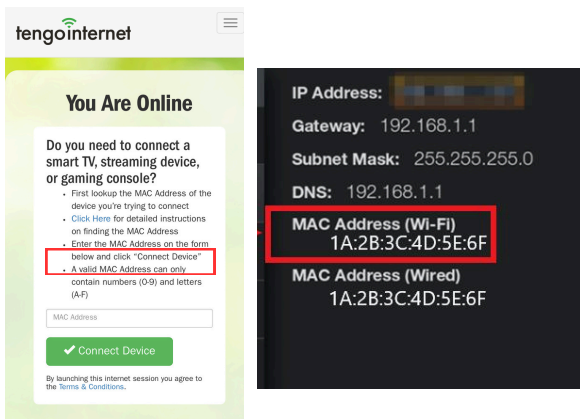 tengointernet
You Are Online
Do you need to connect a
smart TV, streaming device,
or gaming console?
• First lookup the MAC Address of the
device you're trying to connect
• Click Here for detailed instructions
on finding the MAC Address
• Enter the MAC Address on the form
below and click “Connect Device”
• A valid MAC Address can only
contain numbers (0-9) and letters
(A-F)
MAC Address
✔ Connect Device
By launching this internet session you agree to
the Terms & Conditions.
IP Address:
Gateway: 192.168.1.1
Subnet Mask: 255.255.255.0
DNS: 192.168.1.1
MAC Address (Wi-Fi)
1A:2B:3C:4D:5E:6F
MAC Address (Wired)
1A:2B:3C:4D:5E:6F